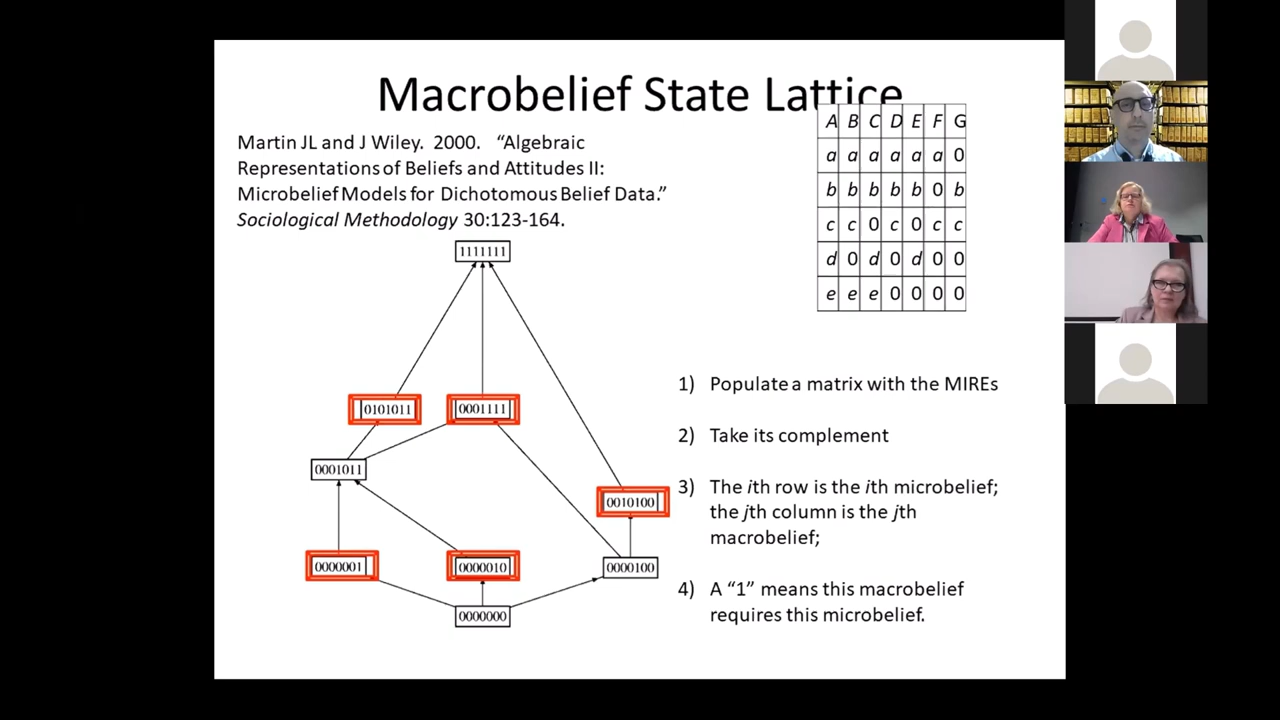 Macrobelief State Lattice
Martin JL and J Wiley. 2000. “Algebraic
Representations of Beliefs and Attitudes II:
Microbelief Models for Dichotomous Belief Data.”
Sociological Methodology 30:123-164.
A B C D E F G
a a a a a a 0
b b b b b 0 b
c c 0 c 0 c c
d 0 d 0 d 0 0
e e e 0 0 0 0
1111111
0101011 0001111
0001011
0010100
0000001 0000010 0000100
0000000
1) Populate a matrix with the MIREs
2) Take its complement
3) The ith row is the ith microbelief;
the jth column is the jth
macrobelief;
4) A “1” means this macrobelief
requires this microbelief.